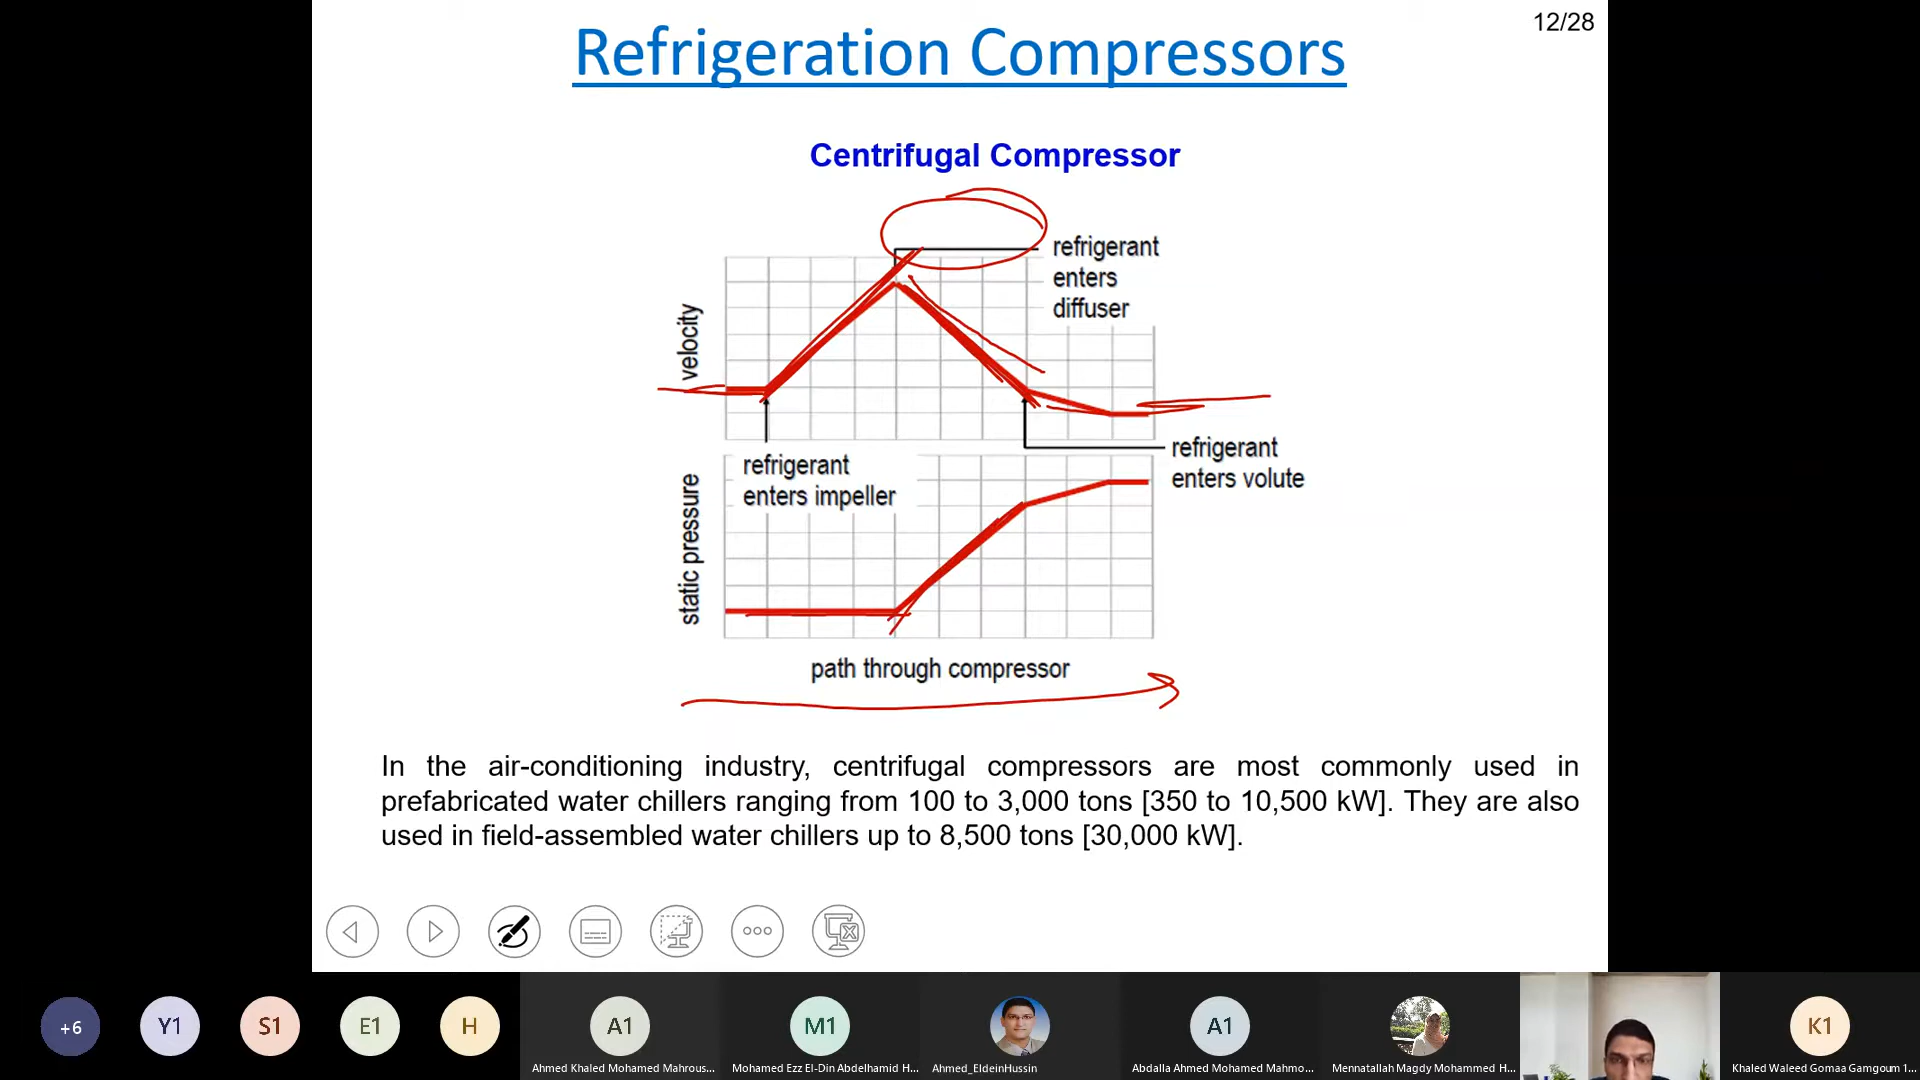 12/28
Refrigeration Compressors
Centrifugal Compressor
refrigerant
enters
diffuser
velocity
refrigerant
enters volute
refrigerant
enters impeller
static pressure
path through compressor
In the air-conditioning industry, centrifugal compressors are most commonly used in
prefabricated water chillers ranging from 100 to 3,000 tons [350 to 10,500 kW]. They are also
used in field-assembled water chillers up to 8,500 tons [30,000 kW].
+6
Y1
S1
E1
H
A1
M1
A1
K1
Ahmed Khaled Mohamed Mahrous...
Mohamed Ezz El-Din Abdelhamid H...
Ahmed_EldeinHussin
Abdalla Ahmed Mohamed Mahmo...
Mennatallah Magdy Mohammed H...
Khaled Waleed Gomaa Gamgoum 1...